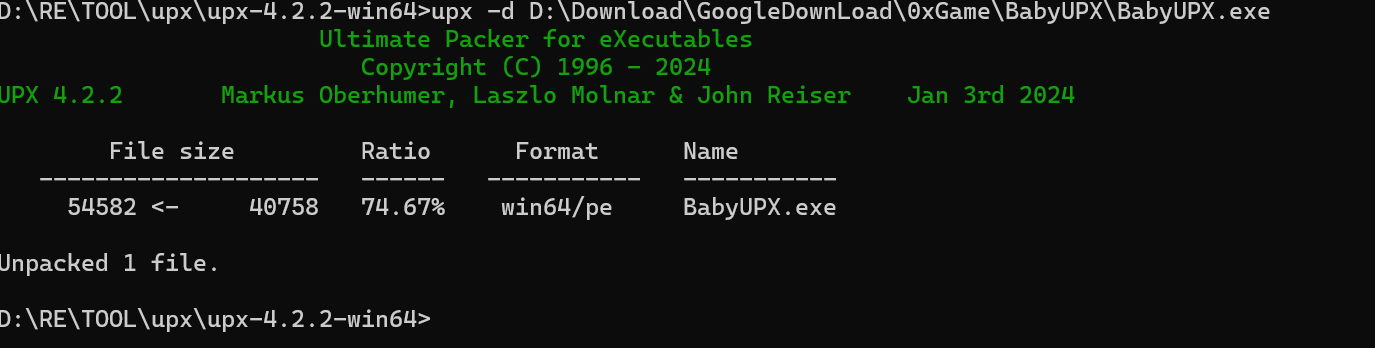 D:\RE\TOOL\upx\upx-4.2.2-win64>upx -d D:\Download\GoogleDownLoad\0xGame\BabyUPX\BabyUPX.exe
Ultimate Packer for eXecutables
Copyright (C) 1996 - 2024
UPX 4.2.2       Markus Oberhumer, Laszlo Molnar & John Reiser    Jan 3rd 2024
File size         Ratio      Format      Name
--------------------   ------   -----------   -----------
54582 <-     40758   74.67%    win64/pe     BabyUPX.exe
Unpacked 1 file.
D:\RE\TOOL\upx\upx-4.2.2-win64>